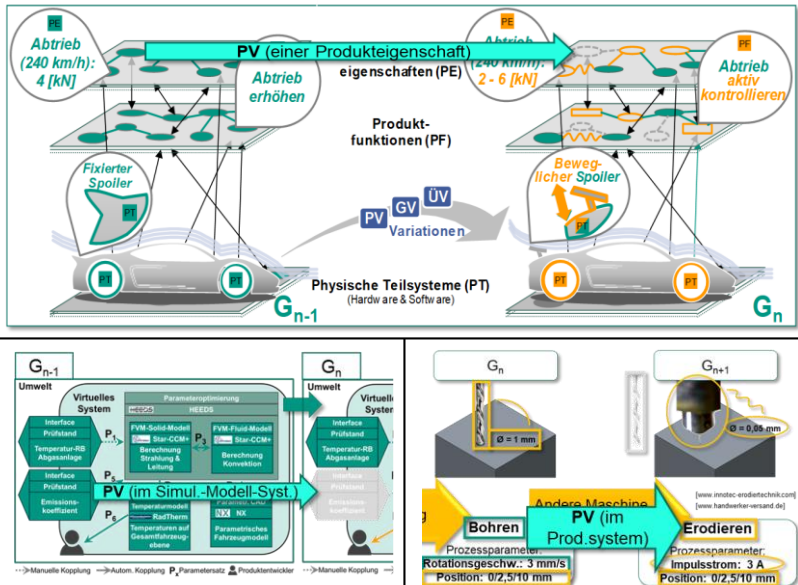 PE
Abtrieb
(240 km/h):
4 [kN]
PV (einer Produkteigenschaft)
eigenschaften (PE)
Abtrieb
erhöhen
PE
Abtrieb
(240 km/h):
2 - 6 [kN]
PF
Abtrieb
aktiv
kontrollieren
Produkt-
funktionen (PF)
Fixierter
Spoiler
PT
PV GV ÜV
Variationen
Beweg-
licher Spoiler
PT
PT
PT
Physische Teilsysteme (PT)
(Hardware & Software)
PT
PT
Gn-1
Gn
Gn-1
Umwelt
Virtuelles
System
Parameteroptimierung
HEEDS
HEEDS
Interface
Prüfstand
Temperatur-RB
Abgasanlage
P1
FVM-Solid-Modell
Star-CCM+
Berechnung
Strahlung &
Leitung
P3
FVM-Fluid-Modell
Star-CCM+
Berechnung
Konvektion
Interface
Prüfstand
Emissions-
koeffizient
P5
PV (im Simul.-Modell-Syst.)
P6
Temperaturmodell
RadTherm
Temperaturen auf
Gesamtfahrzeug-
ebene
NX NX
Parametrisches
Fahrzeugmodell
Gn
Umwelt
Interface
Prüfstand
Temperatur-RB
Abgasanlage
Interface
Prüfstand
Emissions-
koeffizient
Manuelle Kopplung
Autom. Kopplung
PxParametersatz
Produktentwickler
Manuelle Kopplung
Gn
Ø = 1 mm
Gn+1
Ø = 0,05 mm
[www.innotec-erodiertechnik.com]
[www.handwerker-versand.de]
Andere Maschine
Bohren
PV (im
Prod.system)
Erodieren
Prozessparameter:
Rotationsgeschw.: 3 mm/s
Position: 0/2,5/10 mm
Prozessparameter:
Impulsstrom: 3 A
Position: 0/2,5/10 mm